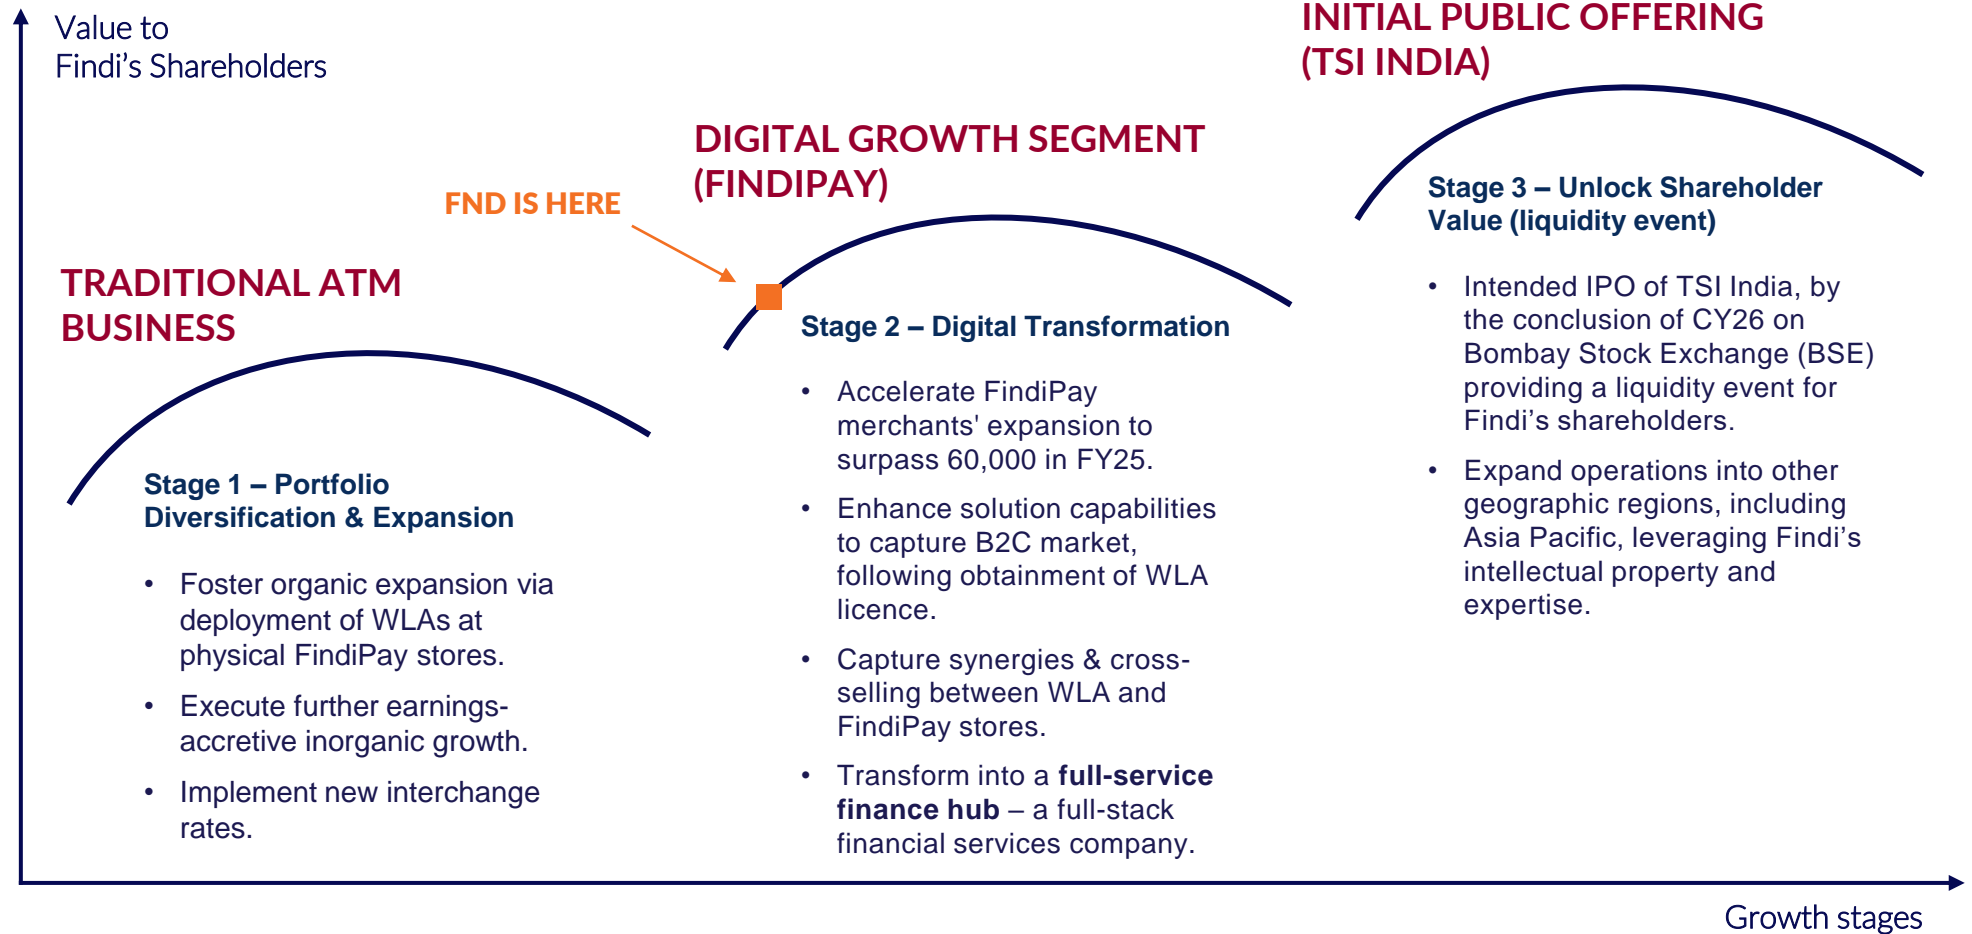 Value to
Findi’s Shareholders
TRADITIONAL ATM
BUSINESS
Stage 1 – Portfolio
Diversification & Expansion
• Foster organic expansion via
deployment of WLAs at
physical FindiPay stores.
• Execute further earnings-
accretive inorganic growth.
• Implement new interchange
rates.
FND IS HERE
DIGITAL GROWTH SEGMENT
(FINDIPAY)
Stage 2 – Digital Transformation
• Accelerate FindiPay
merchants' expansion to
surpass 60,000 in FY25.
• Enhance solution capabilities
to capture B2C market,
following obtainment of WLA
licence.
• Capture synergies & cross-
selling between WLA and
FindiPay stores.
• Transform into a full-service
finance hub – a full-stack
financial services company.
INITIAL PUBLIC OFFERING
(TSI INDIA)
Stage 3 – Unlock Shareholder
Value (liquidity event)
• Intended IPO of TSI India, by
the conclusion of CY26 on
Bombay Stock Exchange (BSE)
providing a liquidity event for
Findi’s shareholders.
• Expand operations into other
geographic regions, including
Asia Pacific, leveraging Findi’s
intellectual property and
expertise.
Growth stages